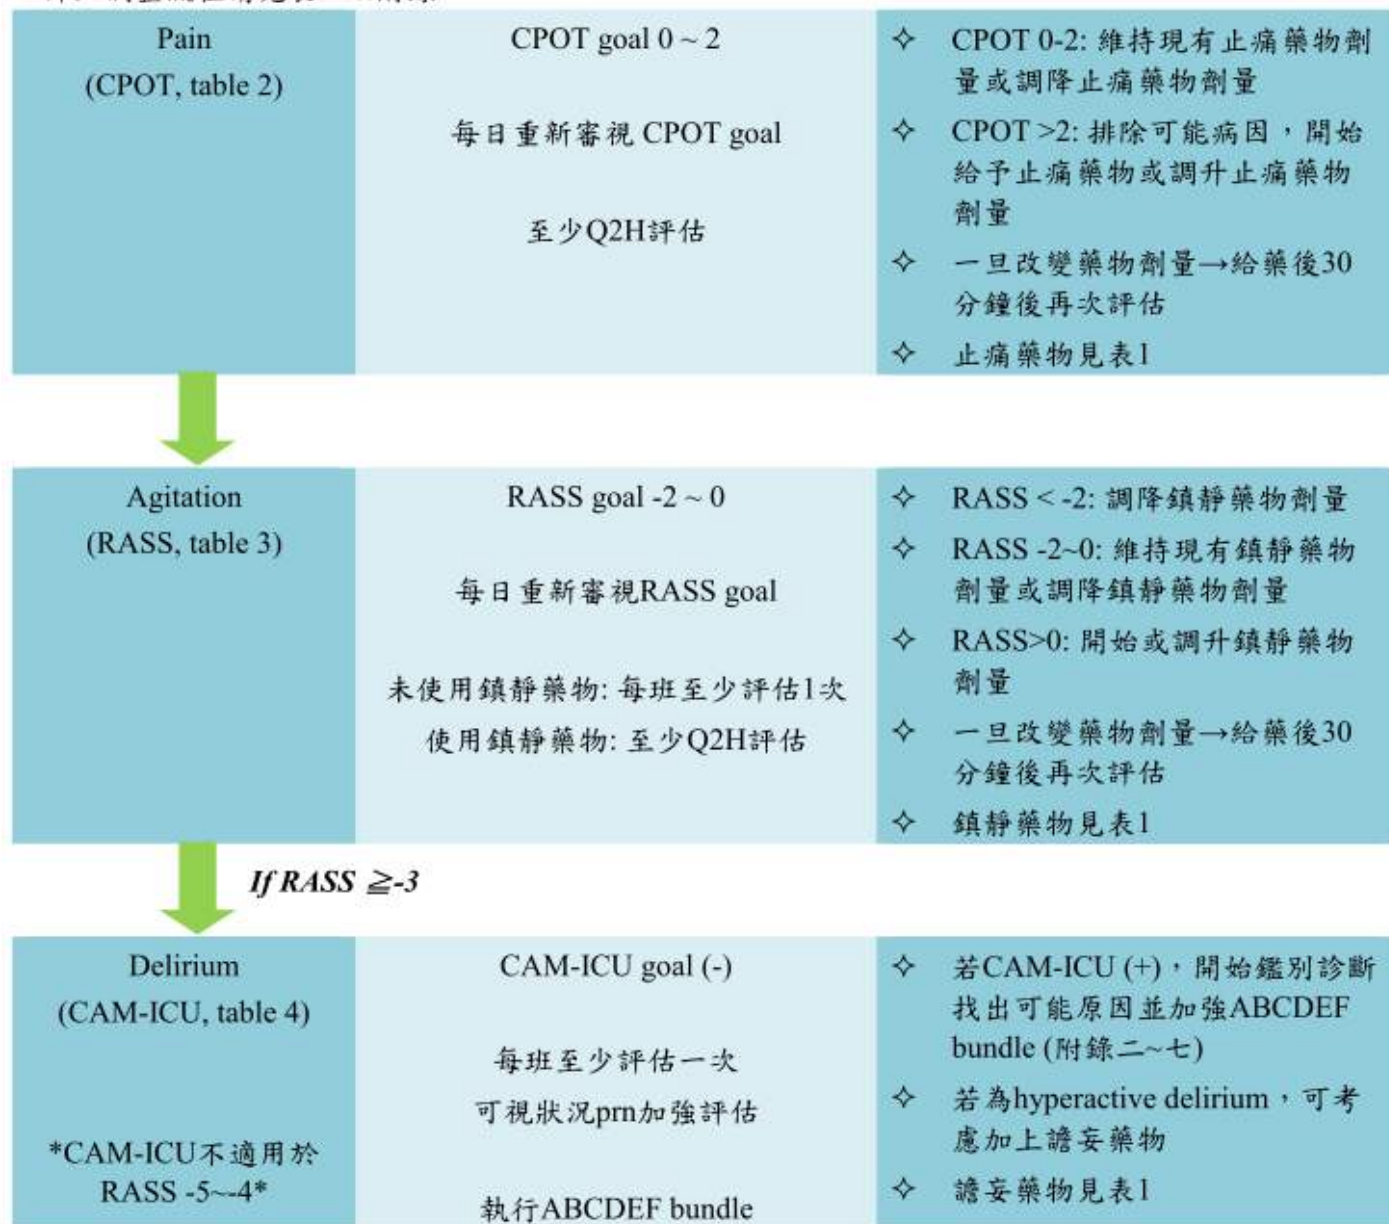 Pain
(CPOT, table 2)
CPOT goal 0 ~ 2
每日重新審視 CPOT goal
至少Q2H評估
✧ CPOT 0-2: 維持現有止痛藥物劑
量或調降止痛藥物劑量
✧ CPOT >2: 排除可能病因，開始
給予止痛藥物或調升止痛藥物
劑量
✧ 一旦改變藥物劑量→給藥後30
分鐘後再次評估
✧ 止痛藥物見表1
Agitation
(RASS, table 3)
RASS goal -2 ~ 0
每日重新審視RASS goal
未使用鎮靜藥物: 每班至少評估1次
使用鎮靜藥物: 至少Q2H評估
✧ RASS < -2: 調降鎮靜藥物劑量
✧ RASS -2~0: 維持現有鎮靜藥物
劑量或調降鎮靜藥物劑量
✧ RASS>0: 開始或調升鎮靜藥物
劑量
✧ 一旦改變藥物劑量→給藥後30
分鐘後再次評估
✧ 鎮靜藥物見表1
If RASS ≧-3
Delirium
(CAM-ICU, table 4)
*CAM-ICU不適用於
RASS -5~-4*
CAM-ICU goal (-)
每班至少評估一次
可視狀況prn加強評估
執行ABCDEF bundle
✧ 若CAM-ICU (+)，開始鑑別診斷
找出可能原因並加強ABCDEF
bundle (附錄二~七)
✧ 若為hyperactive delirium，可考
慮加上譫妄藥物
✧ 譫妄藥物見表1